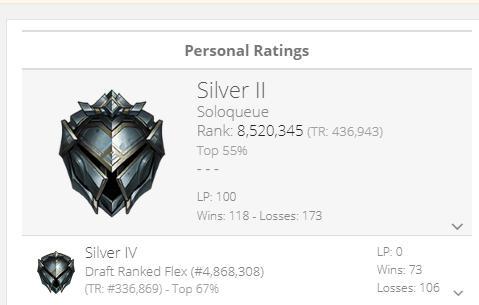 Personal Ratings
Silver II
Soloqueue
Rank: 8,520,345 (TR: 436,943)
Top 55%
- - -
LP: 100
Wins: 118 - Losses: 173
Silver IV
Draft Ranked Flex (#4,868,308)
(TR: #336,869) - Top 67%
LP: 0
Wins: 73
Losses: 106